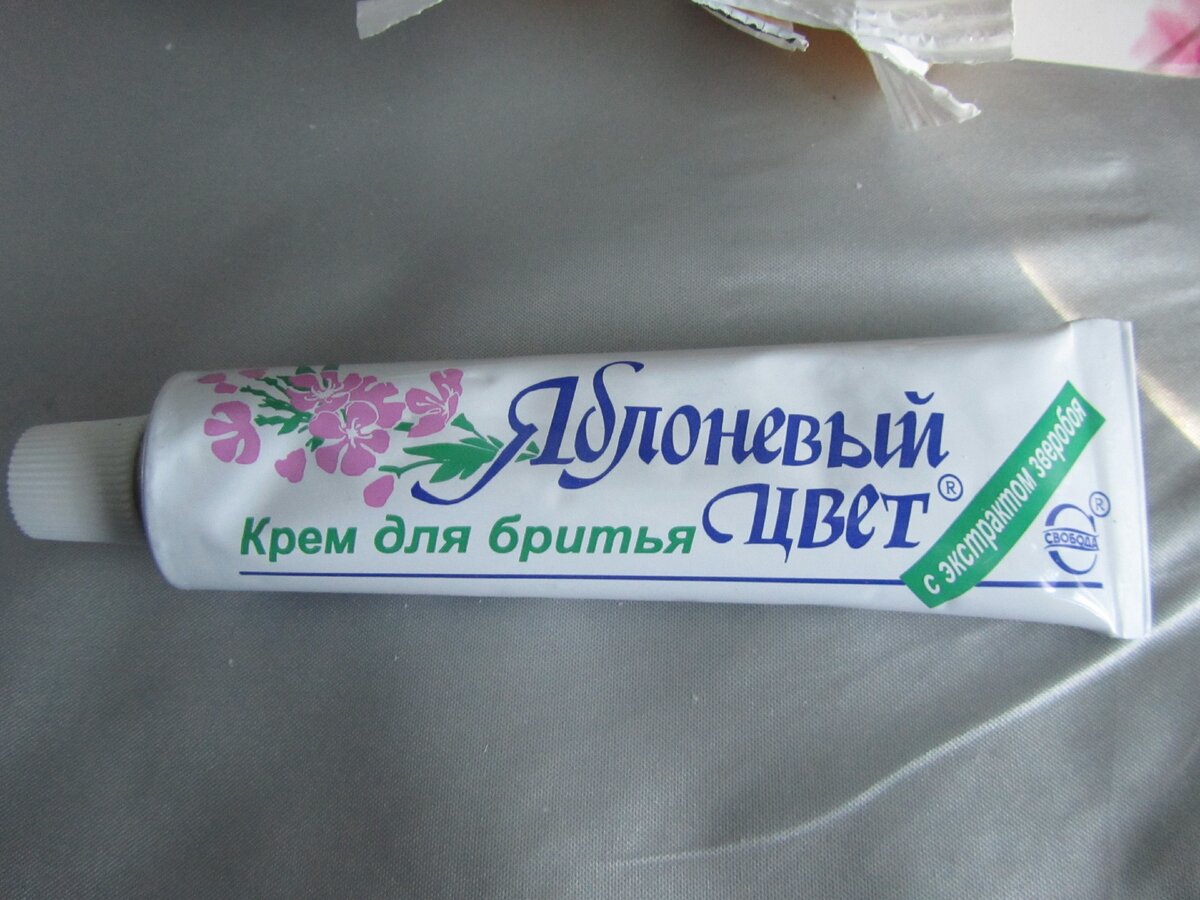 Яблоневый
цвет®
Крем для бритья
с экстрактом зверобоя
СВОБОДА ®